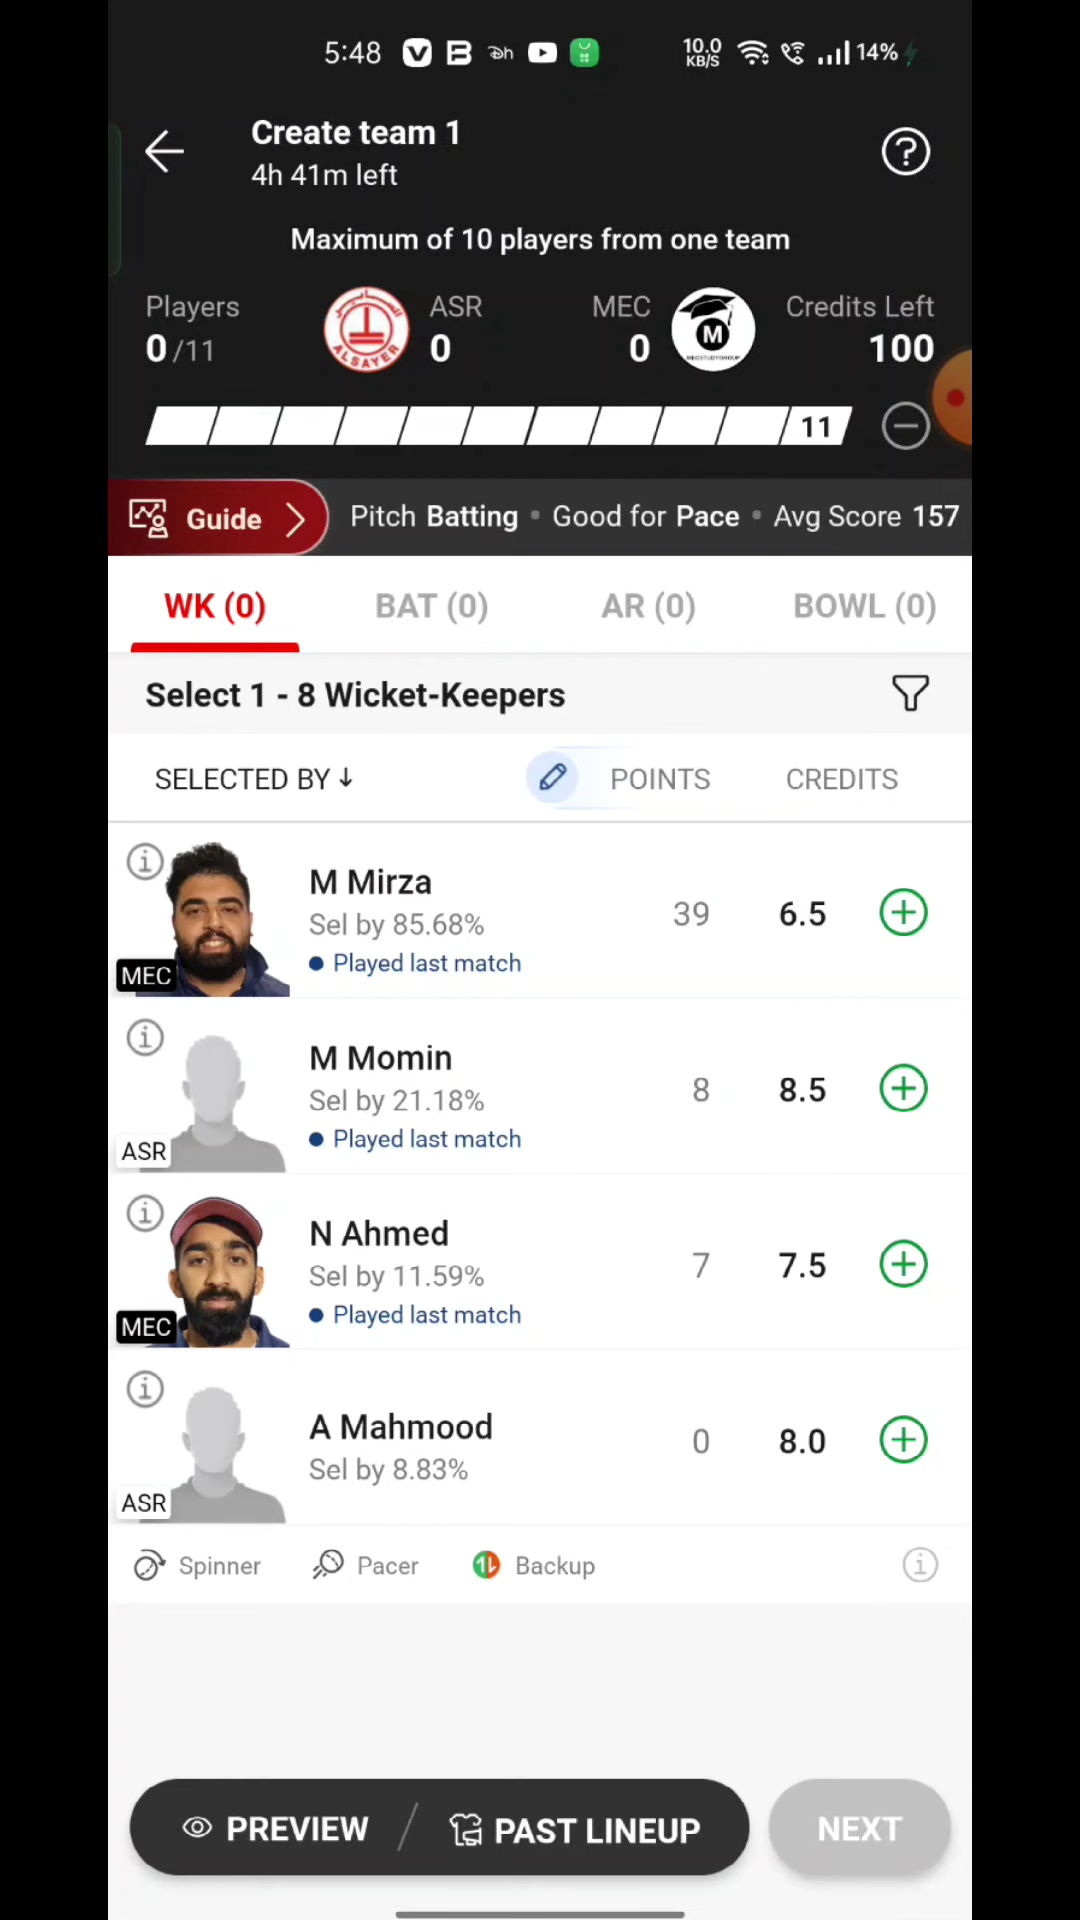 5:48
10.0 KB/S
14%
Create team 1
4h 41m left
Maximum of 10 players from one team
Players
0/11
ALSAYER
ASR
0
MEC
0
M
Credits Left
100
11
Guide
Pitch Batting • Good for Pace • Avg Score 157
WK (0)
BAT (0)
AR (0)
BOWL (0)
Select 1 - 8 Wicket-Keepers
SELECTED BY ↓
POINTS
CREDITS
M Mirza
Sel by 85.68%
Played last match
MEC
39
6.5
M Momin
Sel by 21.18%
Played last match
ASR
8
8.5
N Ahmed
Sel by 11.59%
Played last match
MEC
7
7.5
A Mahmood
Sel by 8.83%
ASR
0
8.0
Spinner
Pacer
Backup
PREVIEW
PAST LINEUP
NEXT